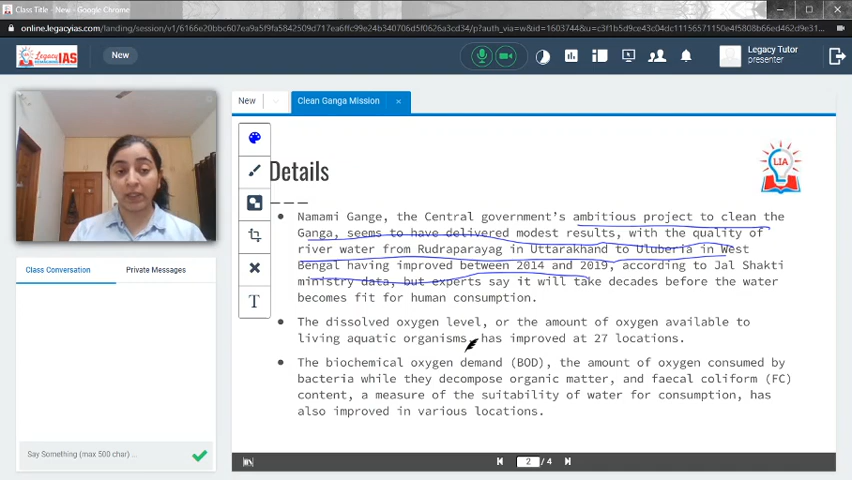 Class Title - New - Google Chrome
New
Legacy Tutor
presenter
New
Clean Ganga Mission
Details
LIA
Namami Gange, the Central government's ambitious project to clean the
Ganga, seems to have delivered modest results, with the quality of
river water from Rudraparayag in Uttarakhand to Uluberia in West
Bengal having improved between 2014 and 2019, according to Jal Shakti
ministry data, but experts say it will take decades before the water
becomes fit for human consumption.
The dissolved oxygen level, or the amount of oxygen available to
living aquatic organisms, has improved at 27 locations.
The biochemical oxygen demand (BOD), the amount of oxygen consumed by
bacteria while they decompose organic matter, and faecal coliform (FC)
content, a measure of the suitability of water for consumption, has
also improved in various locations.
Class Conversation
Private Messages
Say Something (max 500 char) ...
2 / 4